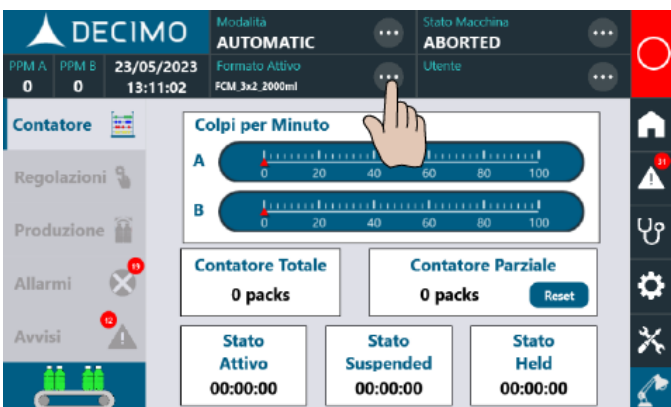 DECIMO
Modalità
AUTOMATIC
Stato Macchina
ABORTED
PPM A
0
PPM B
0
23/05/2023
13:11:02
Formato Attivo
FCM_3x2_2000ml
Utente
Contatore
Regolazioni
Produzione
Allarmi
19
Avvisi
12
31
Colpi per Minuto
A
0 20 40 60 80 100
B
0 20 40 60 80 100
Contatore Totale
0 packs
Contatore Parziale
0 packs
Reset
Stato
Attivo
00:00:00
Stato
Suspended
00:00:00
Stato
Held
00:00:00